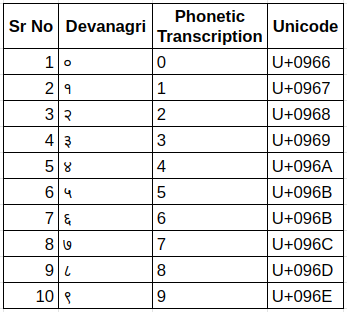 Sr No Devanagri Phonetic Transcription Unicode
1 ० 0 U+0966
2 १ 1 U+0967
3 २ 2 U+0968
4 ३ 3 U+0969
5 ४ 4 U+096A
6 ५ 5 U+096B
7 ६ 6 U+096B
8 ७ 7 U+096C
9 ८ 8 U+096D
10 ९ 9 U+096E